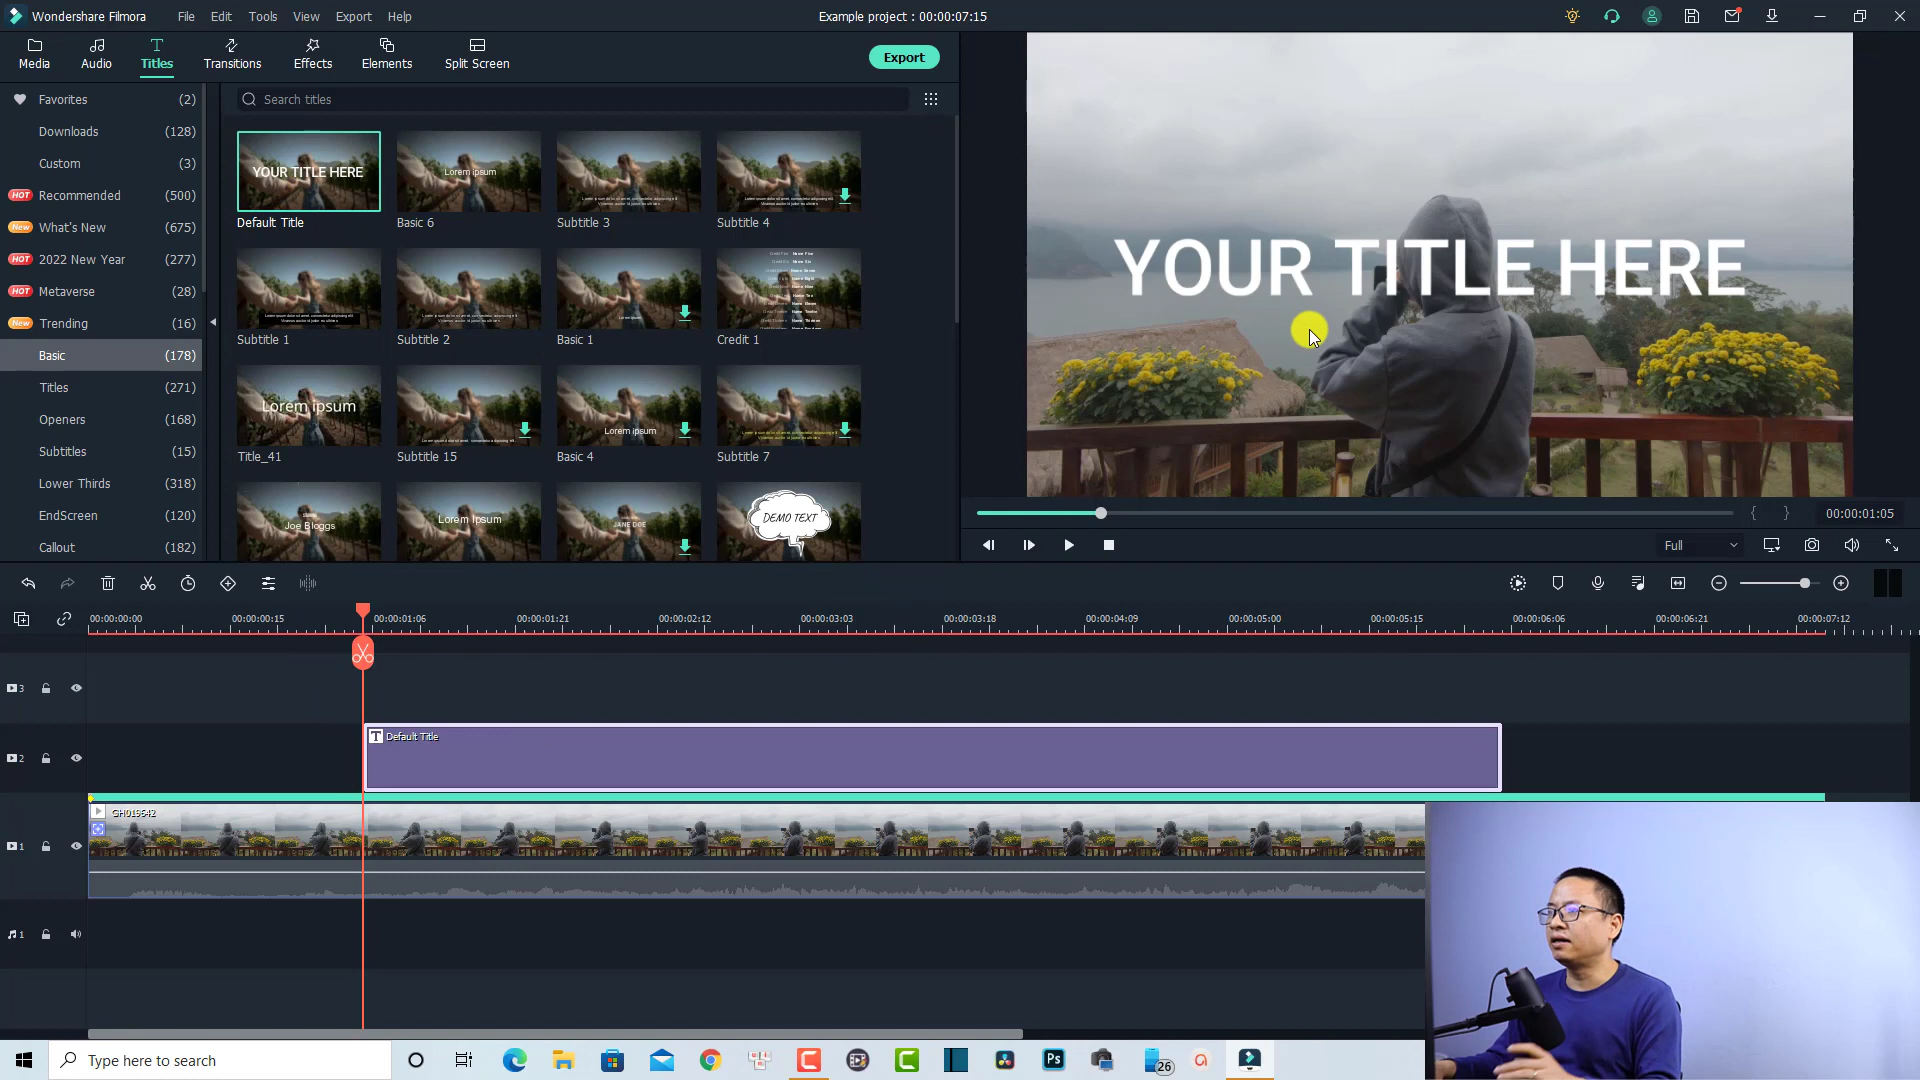 Wondershare Filmora
File Edit Tools View Export Help
Example project : 00:00:07:15
Media Audio Titles Transitions Effects Elements Split Screen
Export
Favorites (2)
Downloads (128)
Custom (3)
HOT Recommended (500)
New What's New (675)
HOT 2022 New Year (277)
HOT Metaverse (28)
New Trending (16)
Basic (178)
Titles (271)
Openers (168)
Subtitles (15)
Lower Thirds (318)
EndScreen (120)
Callout (182)
Search titles
YOUR TITLE HERE
Lorem ipsum
Default Title Basic 6 Subtitle 3 Subtitle 4
Subtitle 1 Subtitle 2 Basic 1 Credit 1
Lorem ipsum
Lorem ipsum
Title_41 Subtitle 15 Basic 4 Subtitle 7
Joe Bloggs
Lorem Ipsum
JANE DOE
DEMO TEXT
YOUR TITLE HERE
00:00:01:05
Full
00:00:00:00 00:00:00:15 00:00:01:06 00:00:01:21 00:00:02:12 00:00:03:03 00:00:03:18 00:00:04:09 00:00:05:00 00:00:05:15 00:00:06:06 00:00:06:21 00:00:07:12
3
2
T Default Title
1
GH019642
1
Type here to search
Ps
26